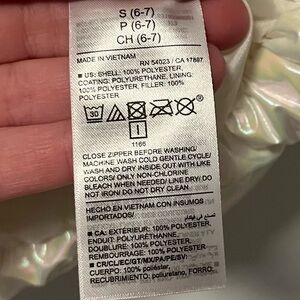 S (6-7)
P (6-7)
CH (6-7)
MADE IN VIETNAM
RN 54023 / CA 17897
■ US: SHELL: 100% POLYESTER,
COATING: POLYURETHANE, LINING:
100% POLYESTER, FILLER: 100%
POLYESTER
30
I
1166
CLOSE ZIPPER BEFORE WASHING/
MACHINE WASH COLD GENTLE CYCLE/
WASH AND DRY INSIDE OUT WITH LIKE
COLORS/ ONLY NON-CHLORINE
BLEACH WHEN NEEDED/ LINE DRY/ DO
NOT IRON/ DO NOT DRY CLEAN
HECHO EN VIETNAM CON INSUMOS
IMPORTADOS/
■ CA: EXTÉRIEUR: 100% POLYESTER,
ENDUIT: POLYURÉTHANNE,
DOUBLURE: 100% POLYESTER,
REMBOURRAGE: 100% POLYESTER
CUERPO: 100% poliéster,
RECUBRIMIENTO: poliuretano, FORRO: